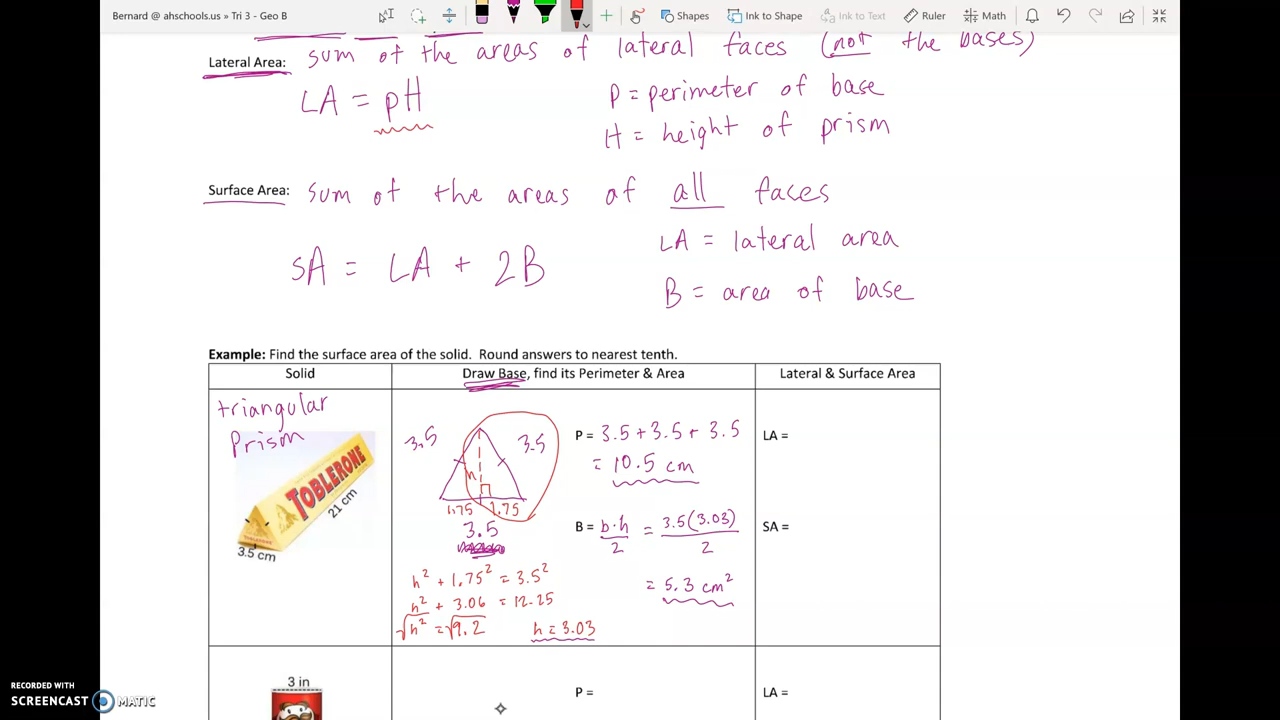 Bernard @ ahschools.us » Tri 3 - Geo B
Shapes
Ink to Shape
Ink to Text
Ruler
Math
Lateral Area: sum of the areas of lateral faces (not the bases)
LA = pH
P = perimeter of base
H = height of prism
Surface Area: sum of the areas of all faces
LA = lateral area
SA = LA + 2B
B = area of base
Example: Find the surface area of the solid. Round answers to nearest tenth.
Solid
Draw Base, find its Perimeter & Area
Lateral & Surface Area
triangular
Prism
TOBLERONE
21 cm
3.5 cm
3.5
3.5
h
1.75
1.75
3.5
h² + 1.75² = 3.5²
h² + 3.06 = 12.25
√h² = √9.2
h = 3.03
P = 3.5 + 3.5 + 3.5
= 10.5 cm
B = b·h/2 = 3.5(3.03)/2
= 5.3 cm²
LA =
SA =
3 in
P =
LA =
RECORDED WITH
SCREENCAST MATIC